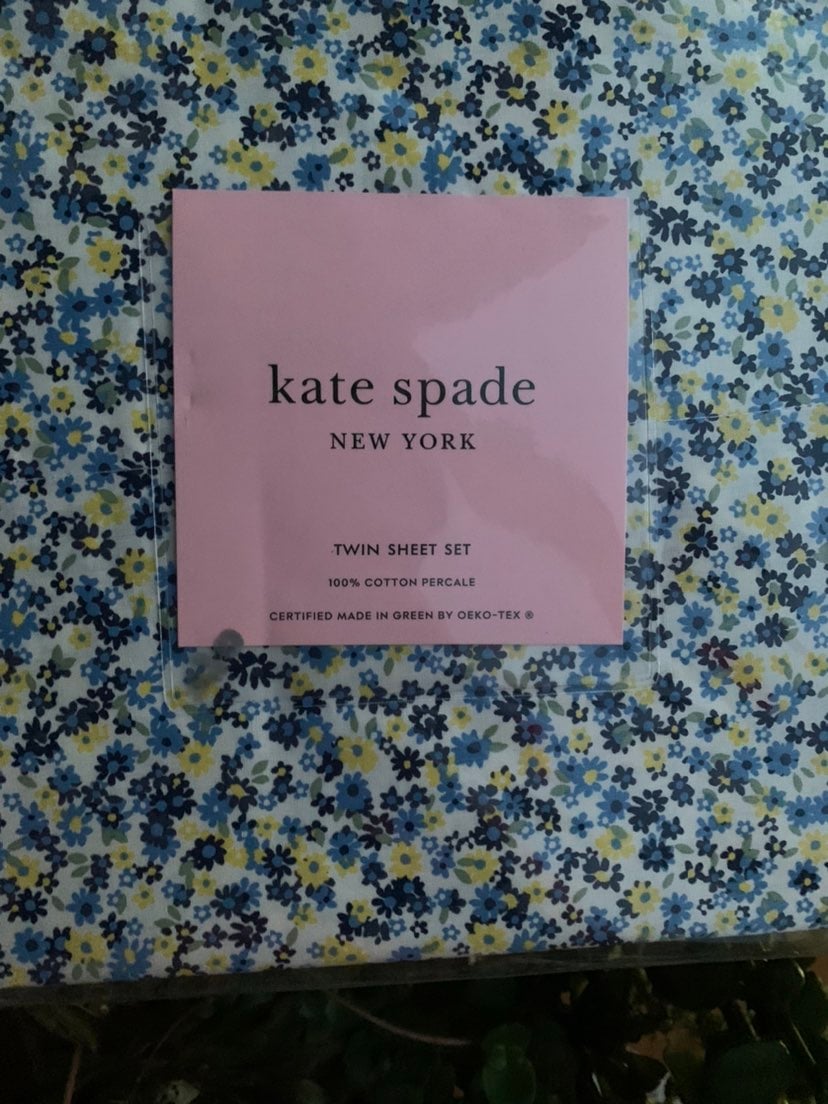 kate spade
NEW YORK
TWIN SHEET SET
100% COTTON PERCALE
CERTIFIED MADE IN GREEN BY OEKO-TEX ®